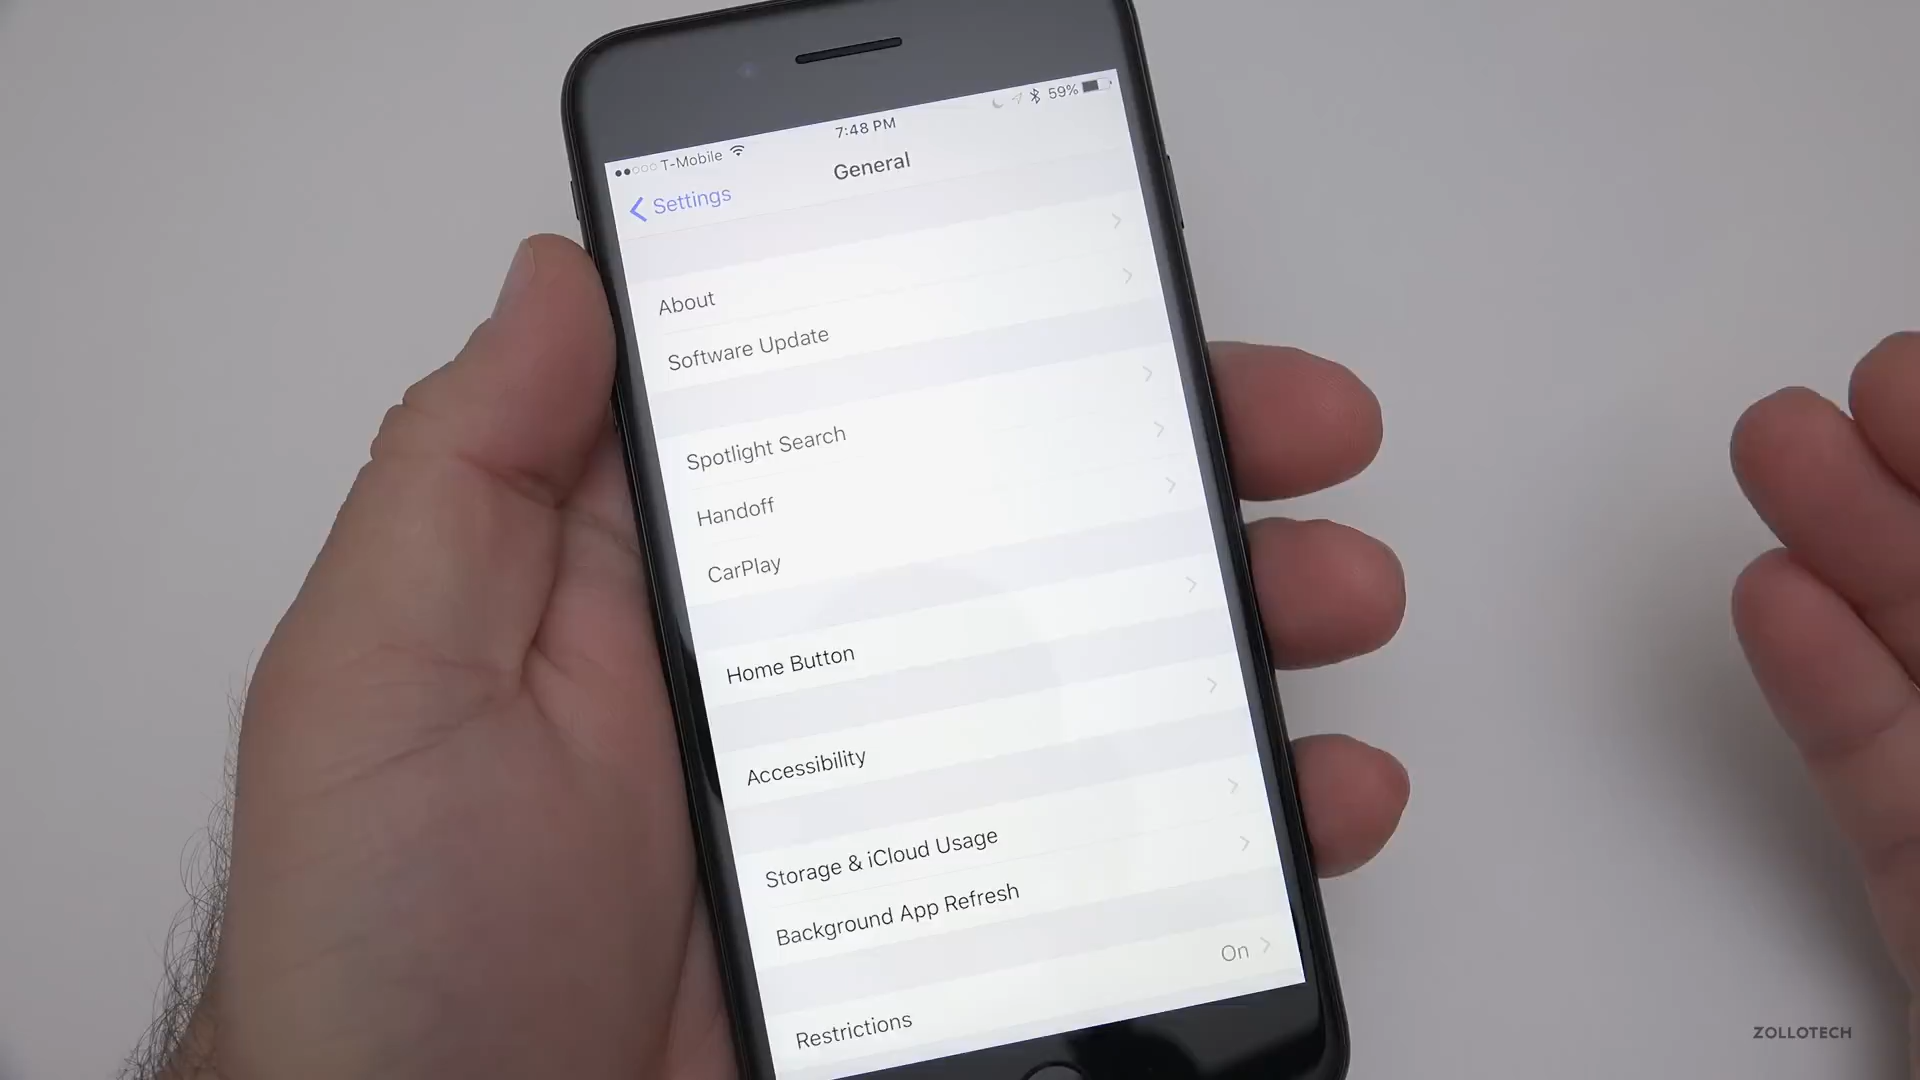 T-Mobile
7:48 PM
59%
Settings
General
About
Software Update
Spotlight Search
Handoff
CarPlay
Home Button
Accessibility
Storage & iCloud Usage
Background App Refresh
Restrictions
On
ZOLLOTECH